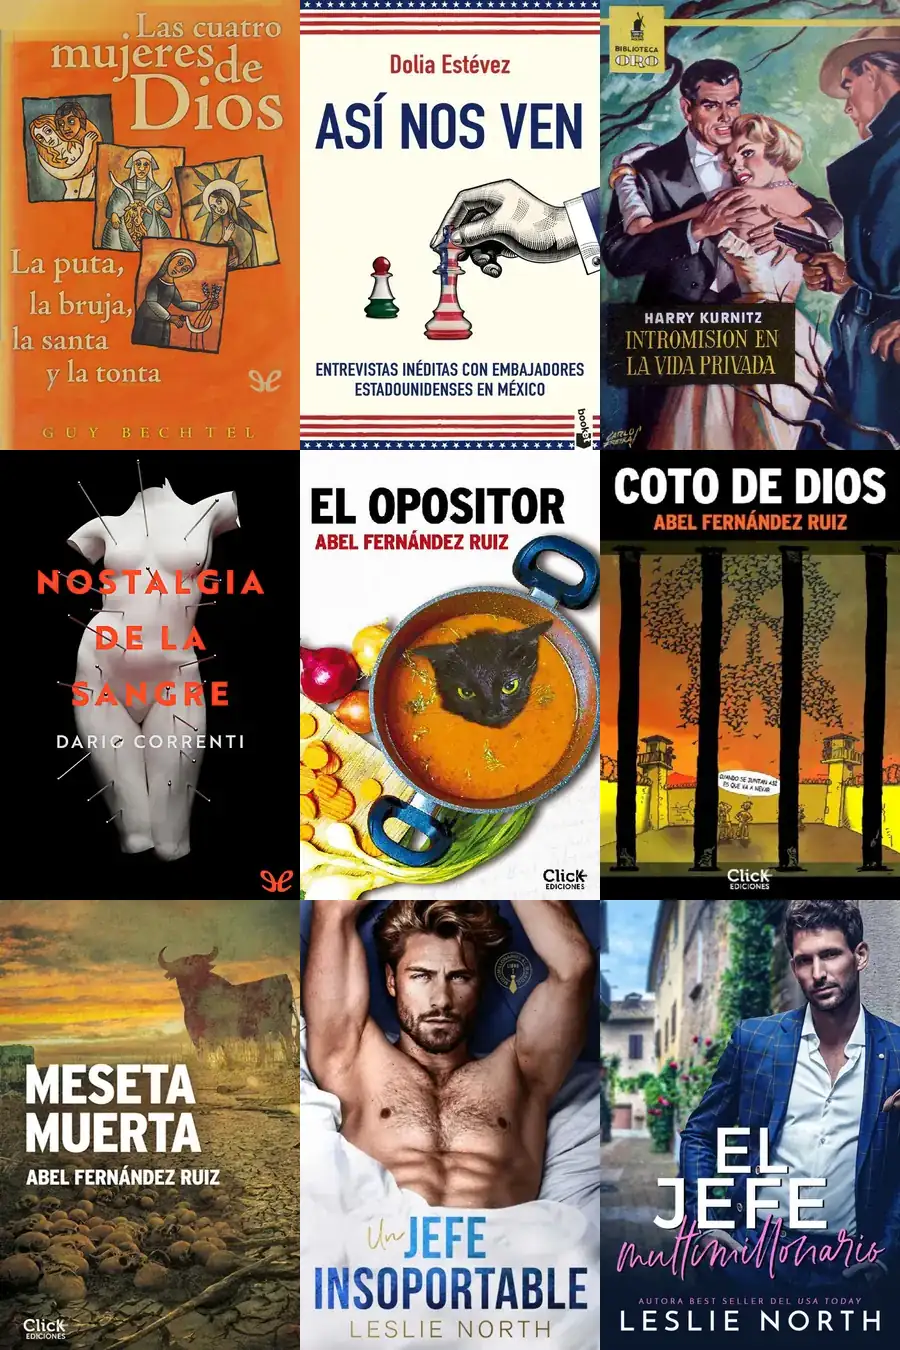 Las cuatro
mujeres de
Dios
La puta,
la bruja,
la santa
y la tonta
GUY BECHTEL
Dolia Estévez
ASÍ NOS VEN
ENTREVISTAS INÉDITAS CON EMBAJADORES
ESTADOUNIDENSES EN MÉXICO
booket
BIBLIOTECA
ORO
HARRY KURNITZ
INTROMISION EN
LA VIDA PRIVADA
CARLOS
FREIXAS
NOSTALGIA
DE LA
SANGRE
DARIO CORRENTI
EL OPOSITOR
ABEL FERNÁNDEZ RUIZ
Click
EDICIONES
COTO DE DIOS
ABEL FERNÁNDEZ RUIZ
CUANDO SE JUNTAN ASÍ
ES QUE VA A NEVAR
Click
EDICIONES
MESETA
MUERTA
ABEL FERNÁNDEZ RUIZ
Click
EDICIONES
Un JEFE
INSOPORTABLE
LESLIE NORTH
EL
JEFE
multimillonario
AUTORA BEST SELLER DEL USA TODAY
LESLIE NORTH